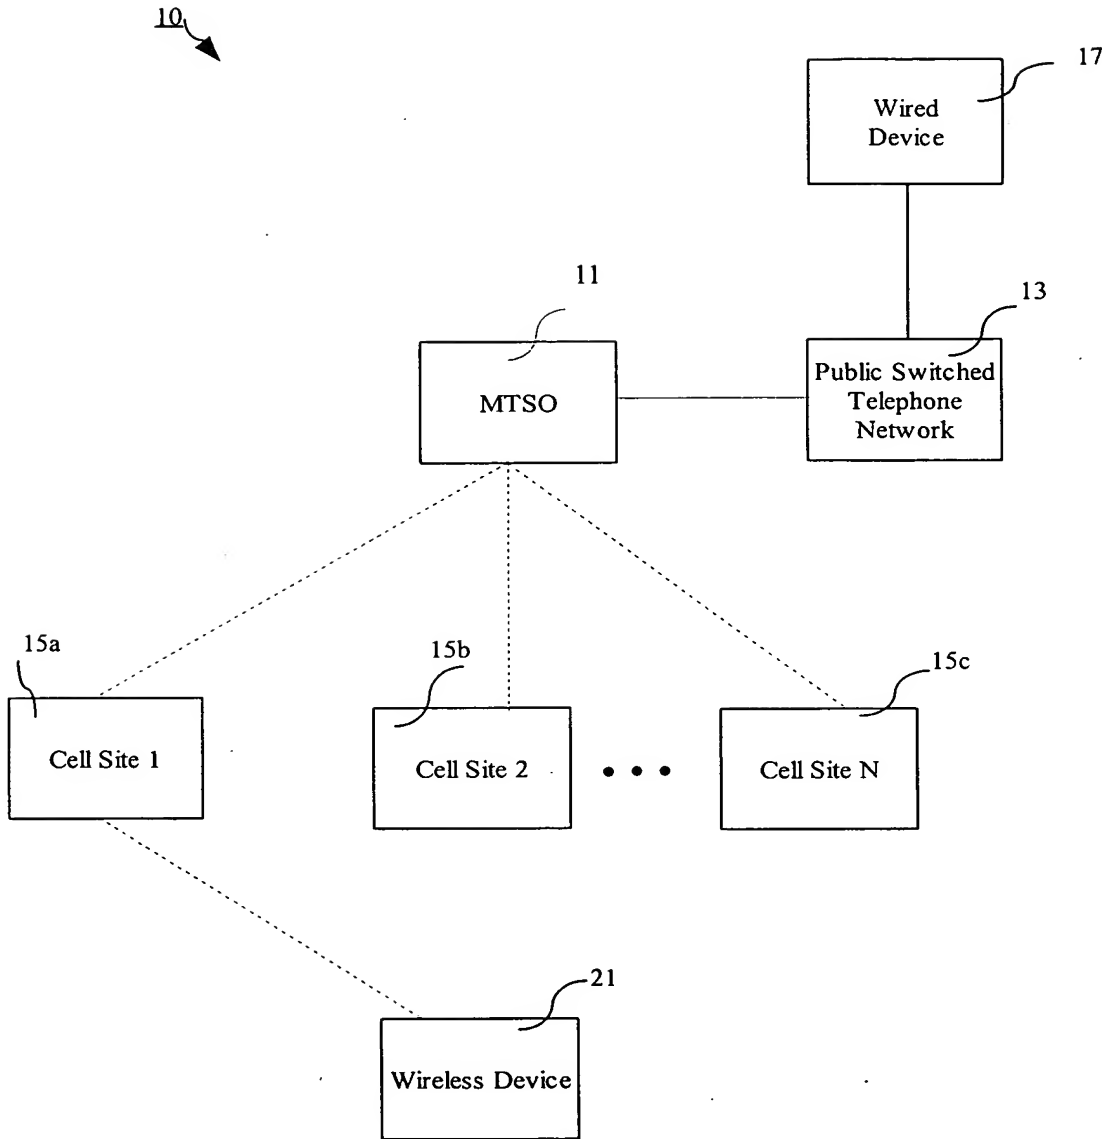 10
17
Wired
Device
11
13
MTSO
Public Switched
Telephone
Network
15a
15b
15c
Cell Site 1
Cell Site 2
Cell Site N
21
Wireless Device